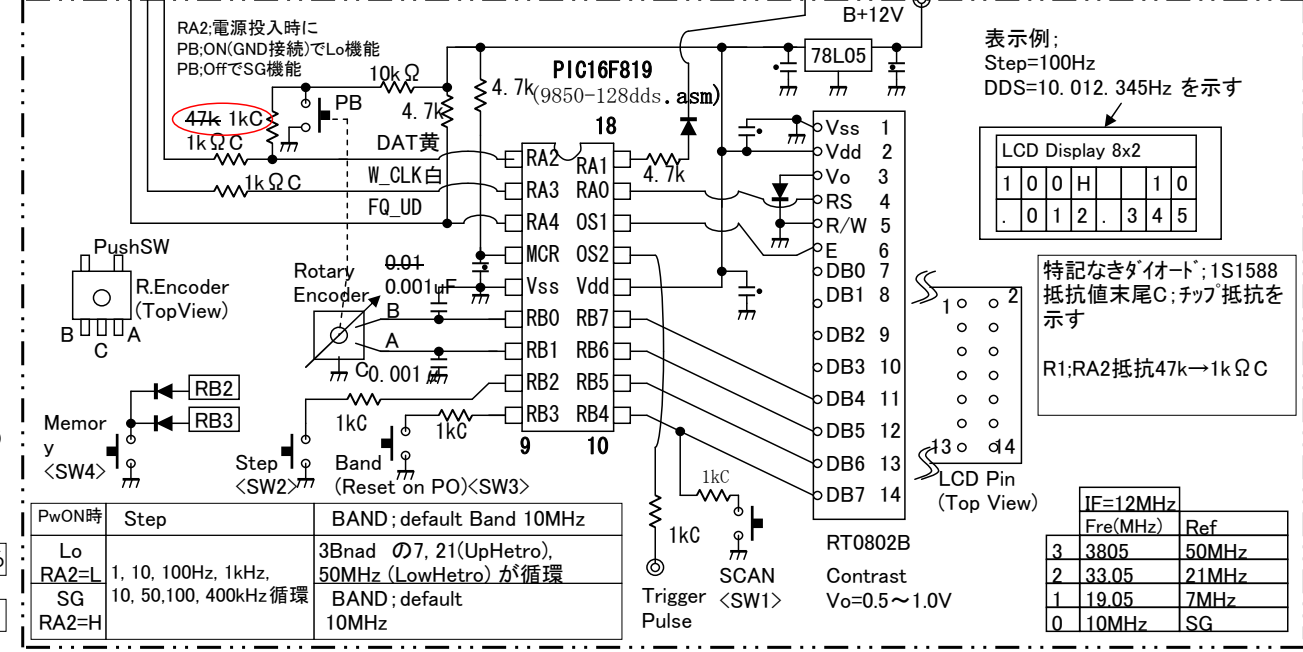 RA2;電源投入時に
PB;ON(GND接続)でLo機能
PB;OffでSG機能
10kΩ
PB
47k 1kC
1kΩC
1kΩC
4.7k
4.7k
DAT黄
W_CLK白
FQ_UD
PIC16F819
(9850-128dds.asm)
18
RA2
RA3
RA4
MCR
Vss
RB0
RB1
RB2
RB3
RA1
RA0
OS1
OS2
Vdd
RB7
RB6
RB5
RB4
9
10
4.7k
B+12V
78L05
Vss 1
Vdd 2
Vo 3
RS 4
R/W 5
E 6
DB0 7
DB1 8
DB2 9
DB3 10
DB4 11
DB5 12
DB6 13
DB7 14
RT0802B
Contrast
Vo=0.5~1.0V
表示例;
Step=100Hz
DDS=10.012.345Hz を示す
LCD Display 8x2
1 0 0 H 1 0
. 0 1 2 . 3 4 5
特記なきダイオード;1S1588
抵抗値末尾C;チップ抵抗を
示す
R1;RA2抵抗47k→1kΩC
1
2
13
14
LCD Pin
(Top View)
PushSW
R.Encoder
(TopView)
B
C
A
Rotary
Encoder
0.01
0.001uF
B
A
C
0.001
RB2
RB3
Memor
y
<SW4>
1kC
1kC
Step
<SW2>
Band
(Reset on PO)<SW3>
1kC
1kC
Trigger
Pulse
SCAN
<SW1>
PwON時 Step BAND;default Band 10MHz
Lo
RA2=L
1, 10, 100Hz, 1kHz,
10, 50,100, 400kHz循環
3Bnad の7, 21(UpHetro),
50MHz (LowHetro) が循環
SG
RA2=H
BAND;default
10MHz
IF=12MHz
Fre(MHz) Ref
3 3805 50MHz
2 33.05 21MHz
1 19.05 7MHz
0 10MHz SG